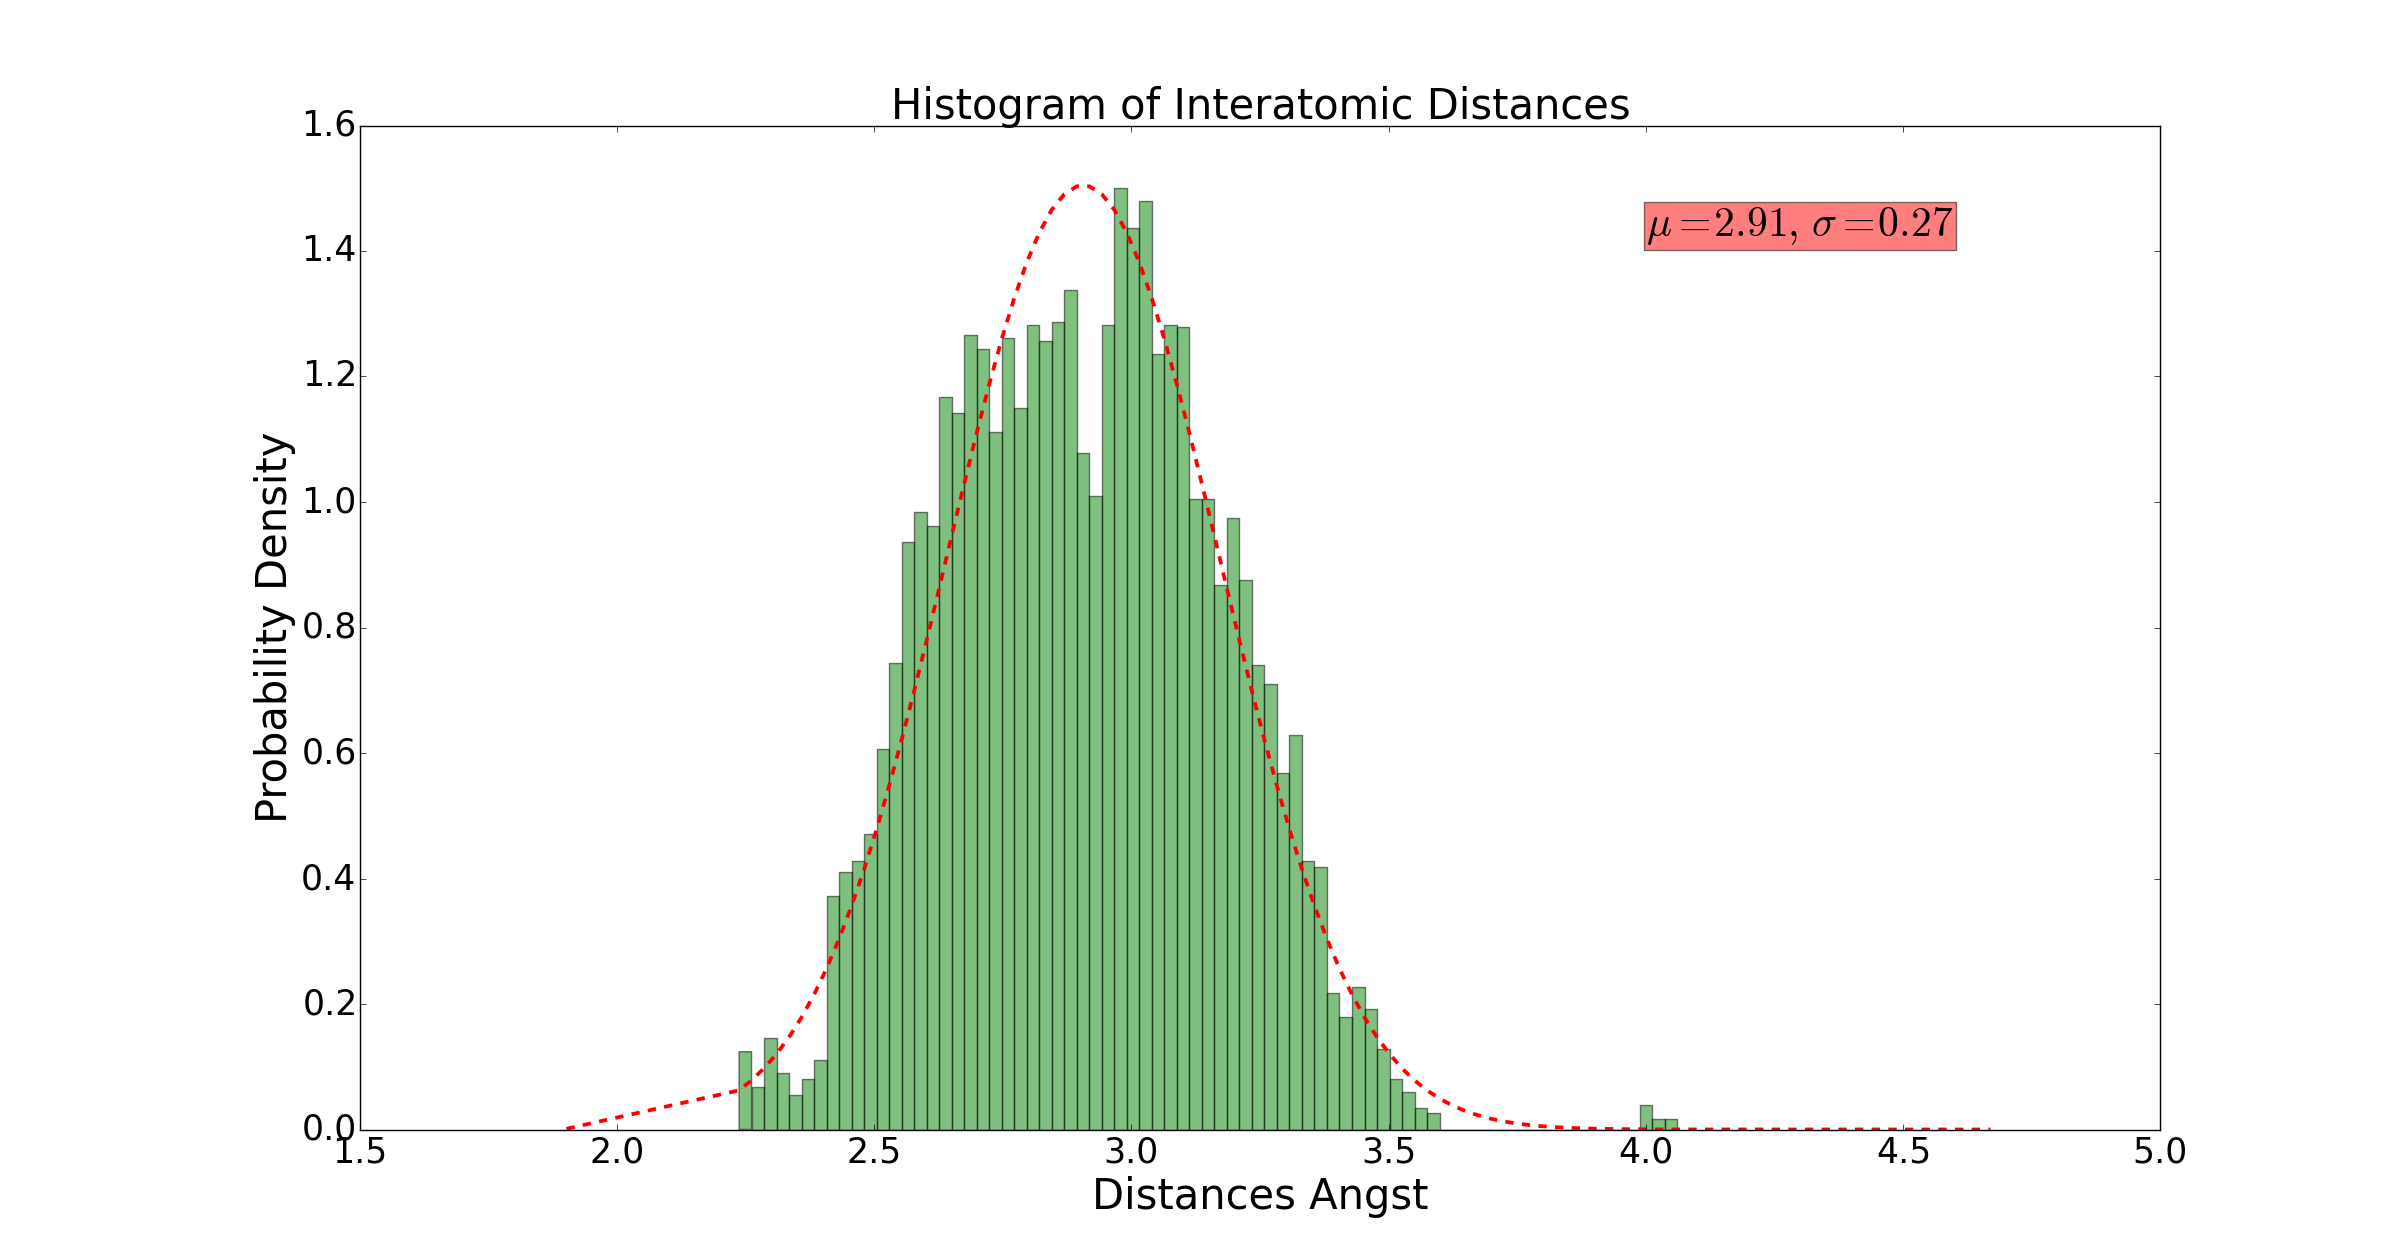 Histogram of Interatomic Distances
μ=2.91, σ=0.27
Probability Density
1.6
1.4
1.2
1.0
0.8
0.6
0.4
0.2
0.0
1.5 2.0 2.5 3.0 3.5 4.0 4.5 5.0
Distances Angst